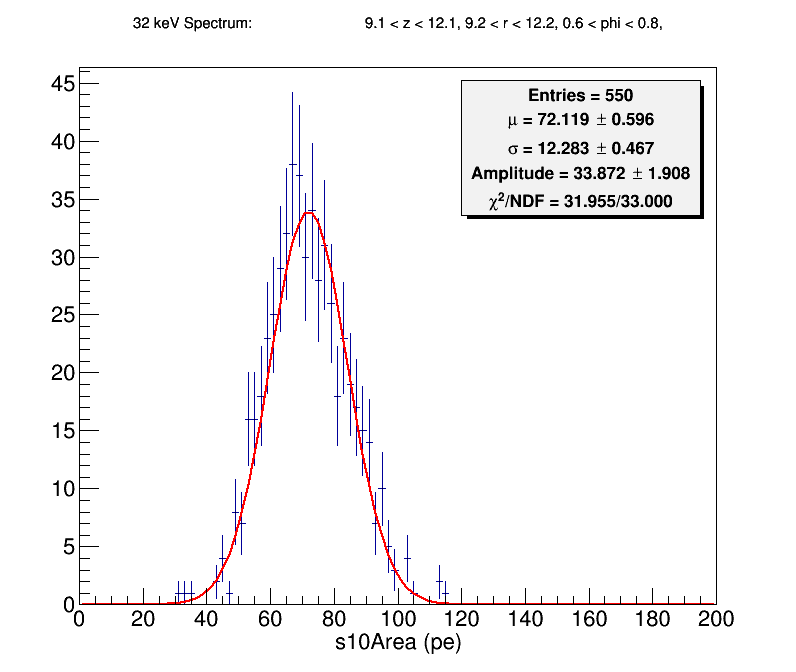 32 keV Spectrum: 9.1 < z < 12.1, 9.2 < r < 12.2, 0.6 < phi < 0.8,
Entries = 550
μ = 72.119 ± 0.596
σ = 12.283 ± 0.467
Amplitude = 33.872 ± 1.908
χ²/NDF = 31.955/33.000
45
40
35
30
25
20
15
10
5
0
0 20 40 60 80 100 120 140 160 180 200
s10Area (pe)